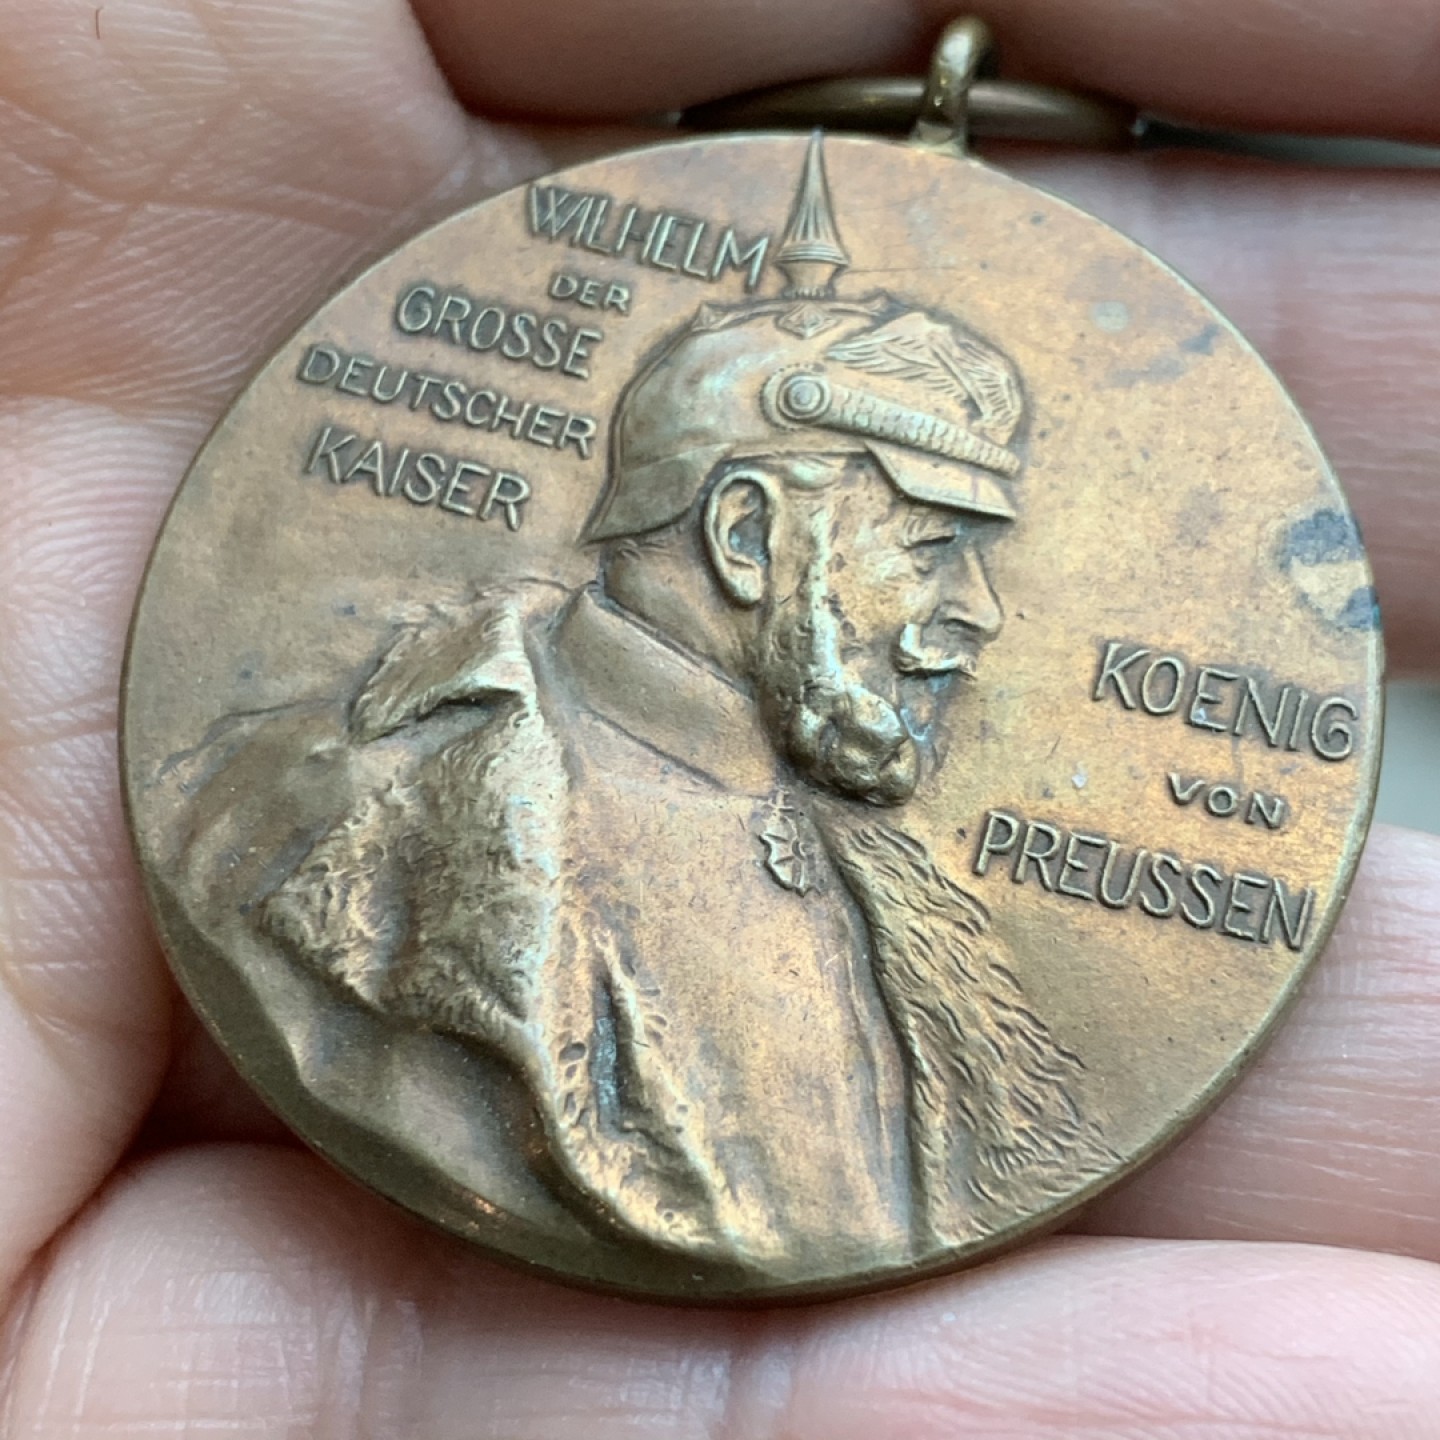 WILHELM
DER
GROSSE
DEUTSCHER
KAISER
KOENIG
VON
PREUSSEN